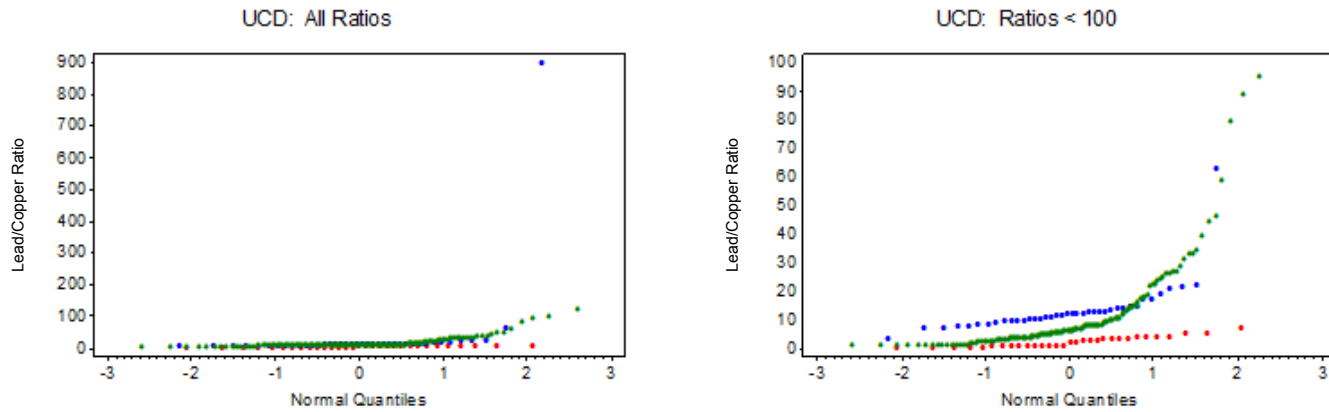 UCD: All Ratios
Lead/Copper Ratio
900
800
700
600
500
400
300
200
100
0
-3 -2 -1 0 1 2 3
Normal Quantiles
UCD: Ratios < 100
Lead/Copper Ratio
100
90
80
70
60
50
40
30
20
10
0
-3 -2 -1 0 1 2 3
Normal Quantiles